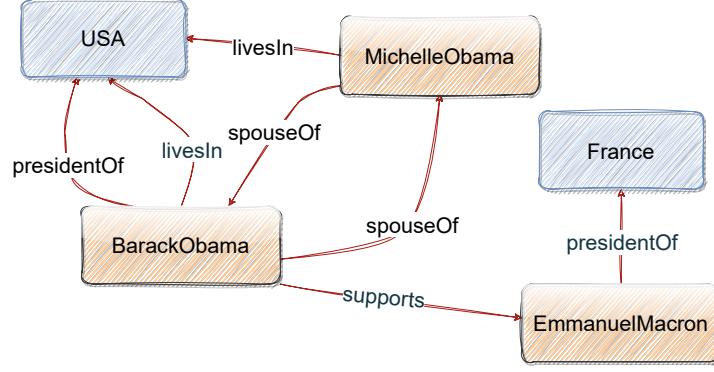 USA
livesIn
MichelleObama
spouseOf
livesIn
presidentOf
France
spouseOf
presidentOf
BarackObama
supports
EmmanuelMacron